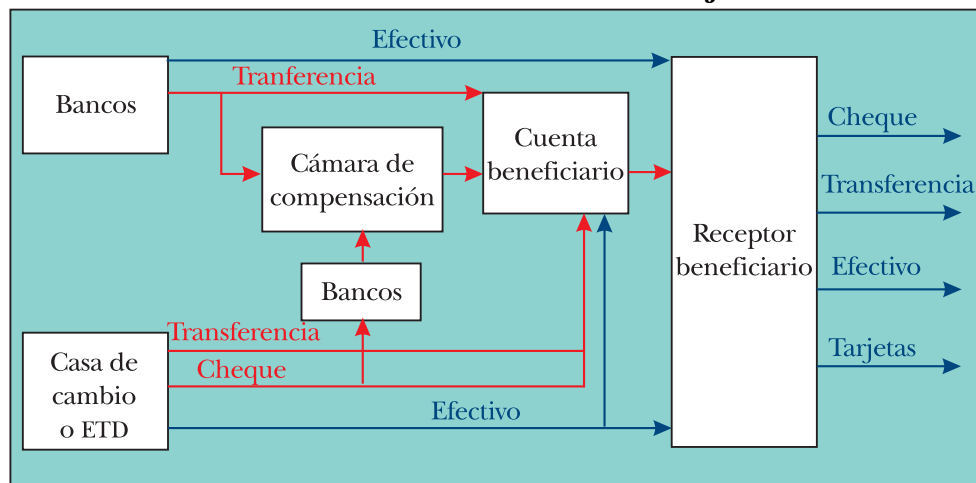 Efectivo
Bancos
Tranferencia
Cámara de
compensación
Cuenta
beneficiario
Bancos
Transferencia
Cheque
Efectivo
Casa de
cambio
o ETD
Receptor
beneficiario
Cheque
Transferencia
Efectivo
Tarjetas